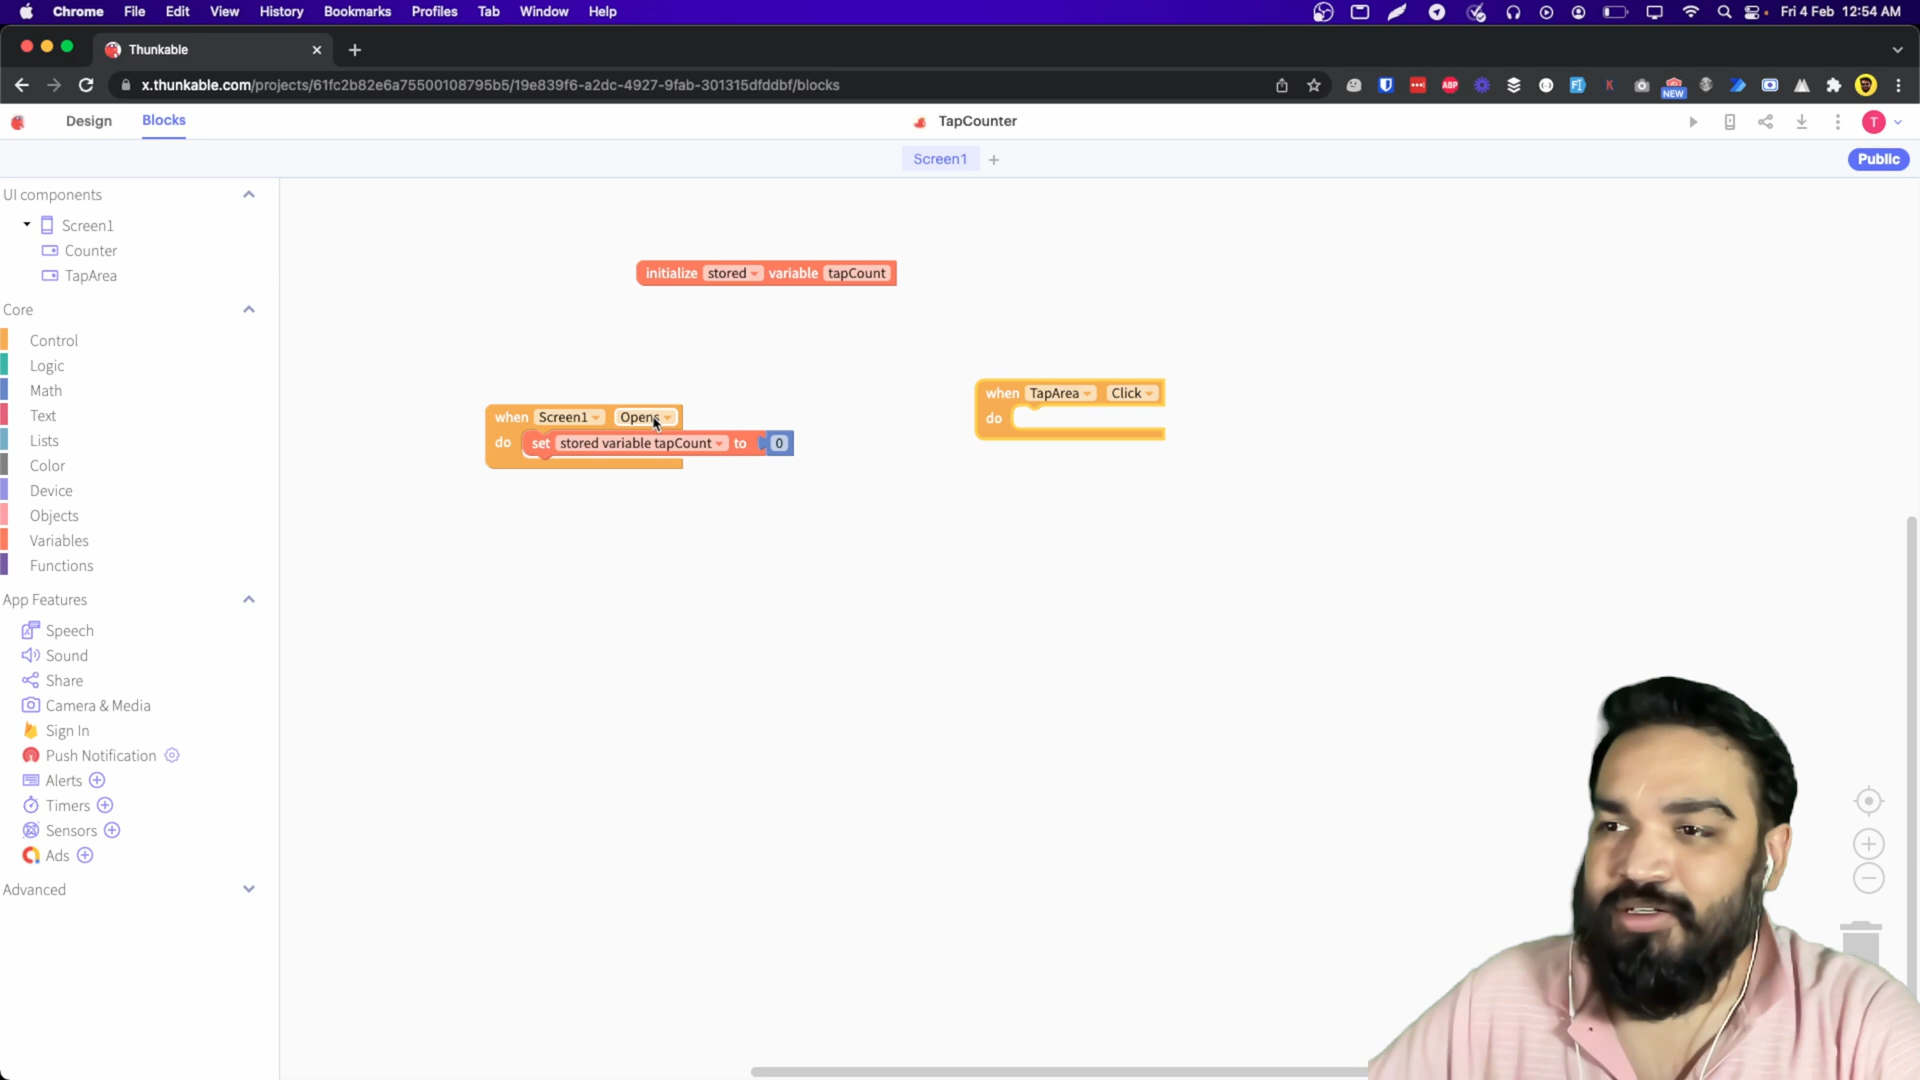 Chrome File Edit View History Bookmarks Profiles Tab Window Help Fri 4 Feb 12:54 AM
Thunkable
x.thunkable.com/projects/61fc2b82e6a75500108795b5/19e839f6-a2dc-4927-9fab-301315dfddbf/blocks
ABP
NEW
Design Blocks TapCounter T
Screen1 Public
UI components
Screen1
Counter
TapArea
Core
Control
Logic
Math
Text
Lists
Color
Device
Objects
Variables
Functions
App Features
Speech
Sound
Share
Camera & Media
Sign In
Push Notification
Alerts
Timers
Sensors
Ads
Advanced
initialize stored variable tapCount
when Screen1 Opens
do set stored variable tapCount to 0
when TapArea Click
do